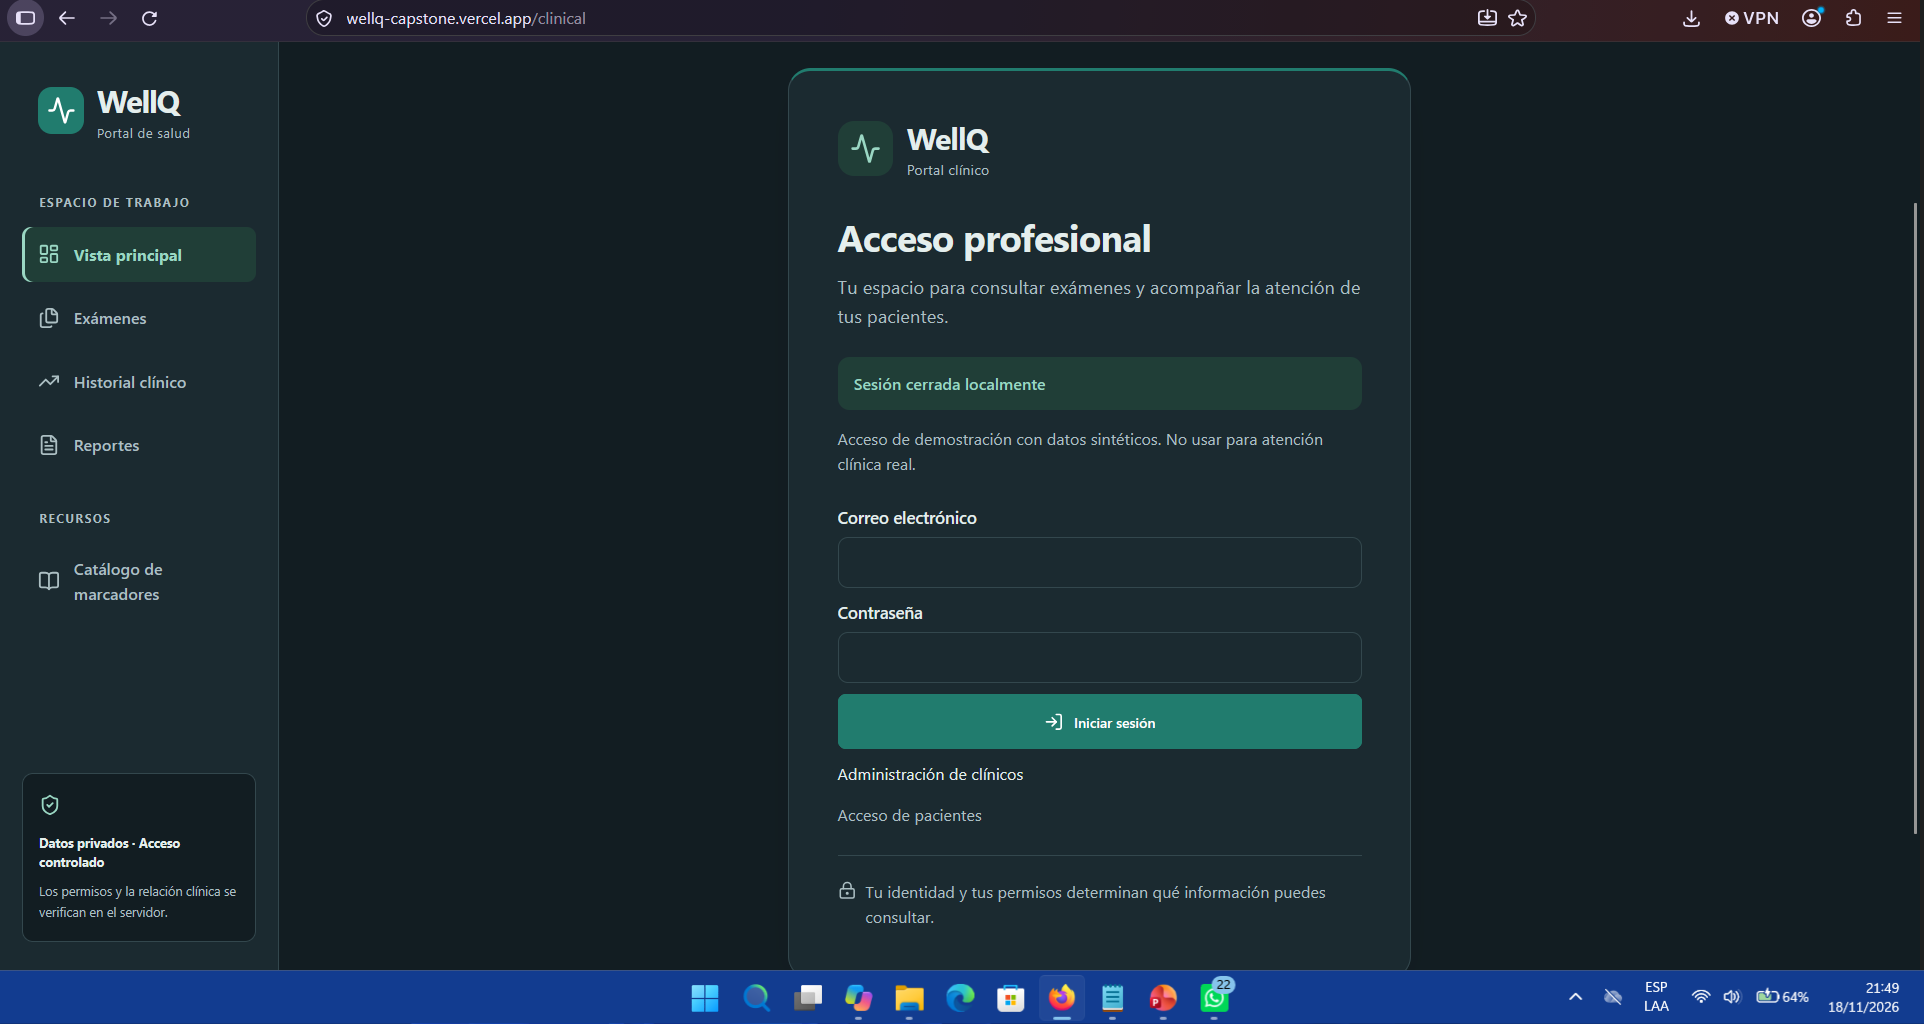 wellq-capstone.vercel.app/clinical
VPN
WellQ
Portal de salud
ESPACIO DE TRABAJO
Vista principal
Exámenes
Historial clínico
Reportes
RECURSOS
Catálogo de
marcadores
Datos privados · Acceso
controlado
Los permisos y la relación clínica se
verifican en el servidor.
WellQ
Portal clínico
Acceso profesional
Tu espacio para consultar exámenes y acompañar la atención de
tus pacientes.
Sesión cerrada localmente
Acceso de demostración con datos sintéticos. No usar para atención
clínica real.
Correo electrónico
Contraseña
Iniciar sesión
Administración de clínicos
Acceso de pacientes
Tu identidad y tus permisos determinan qué información puedes
consultar.
22
ESP
LAA
64%
21:49
18/11/2026